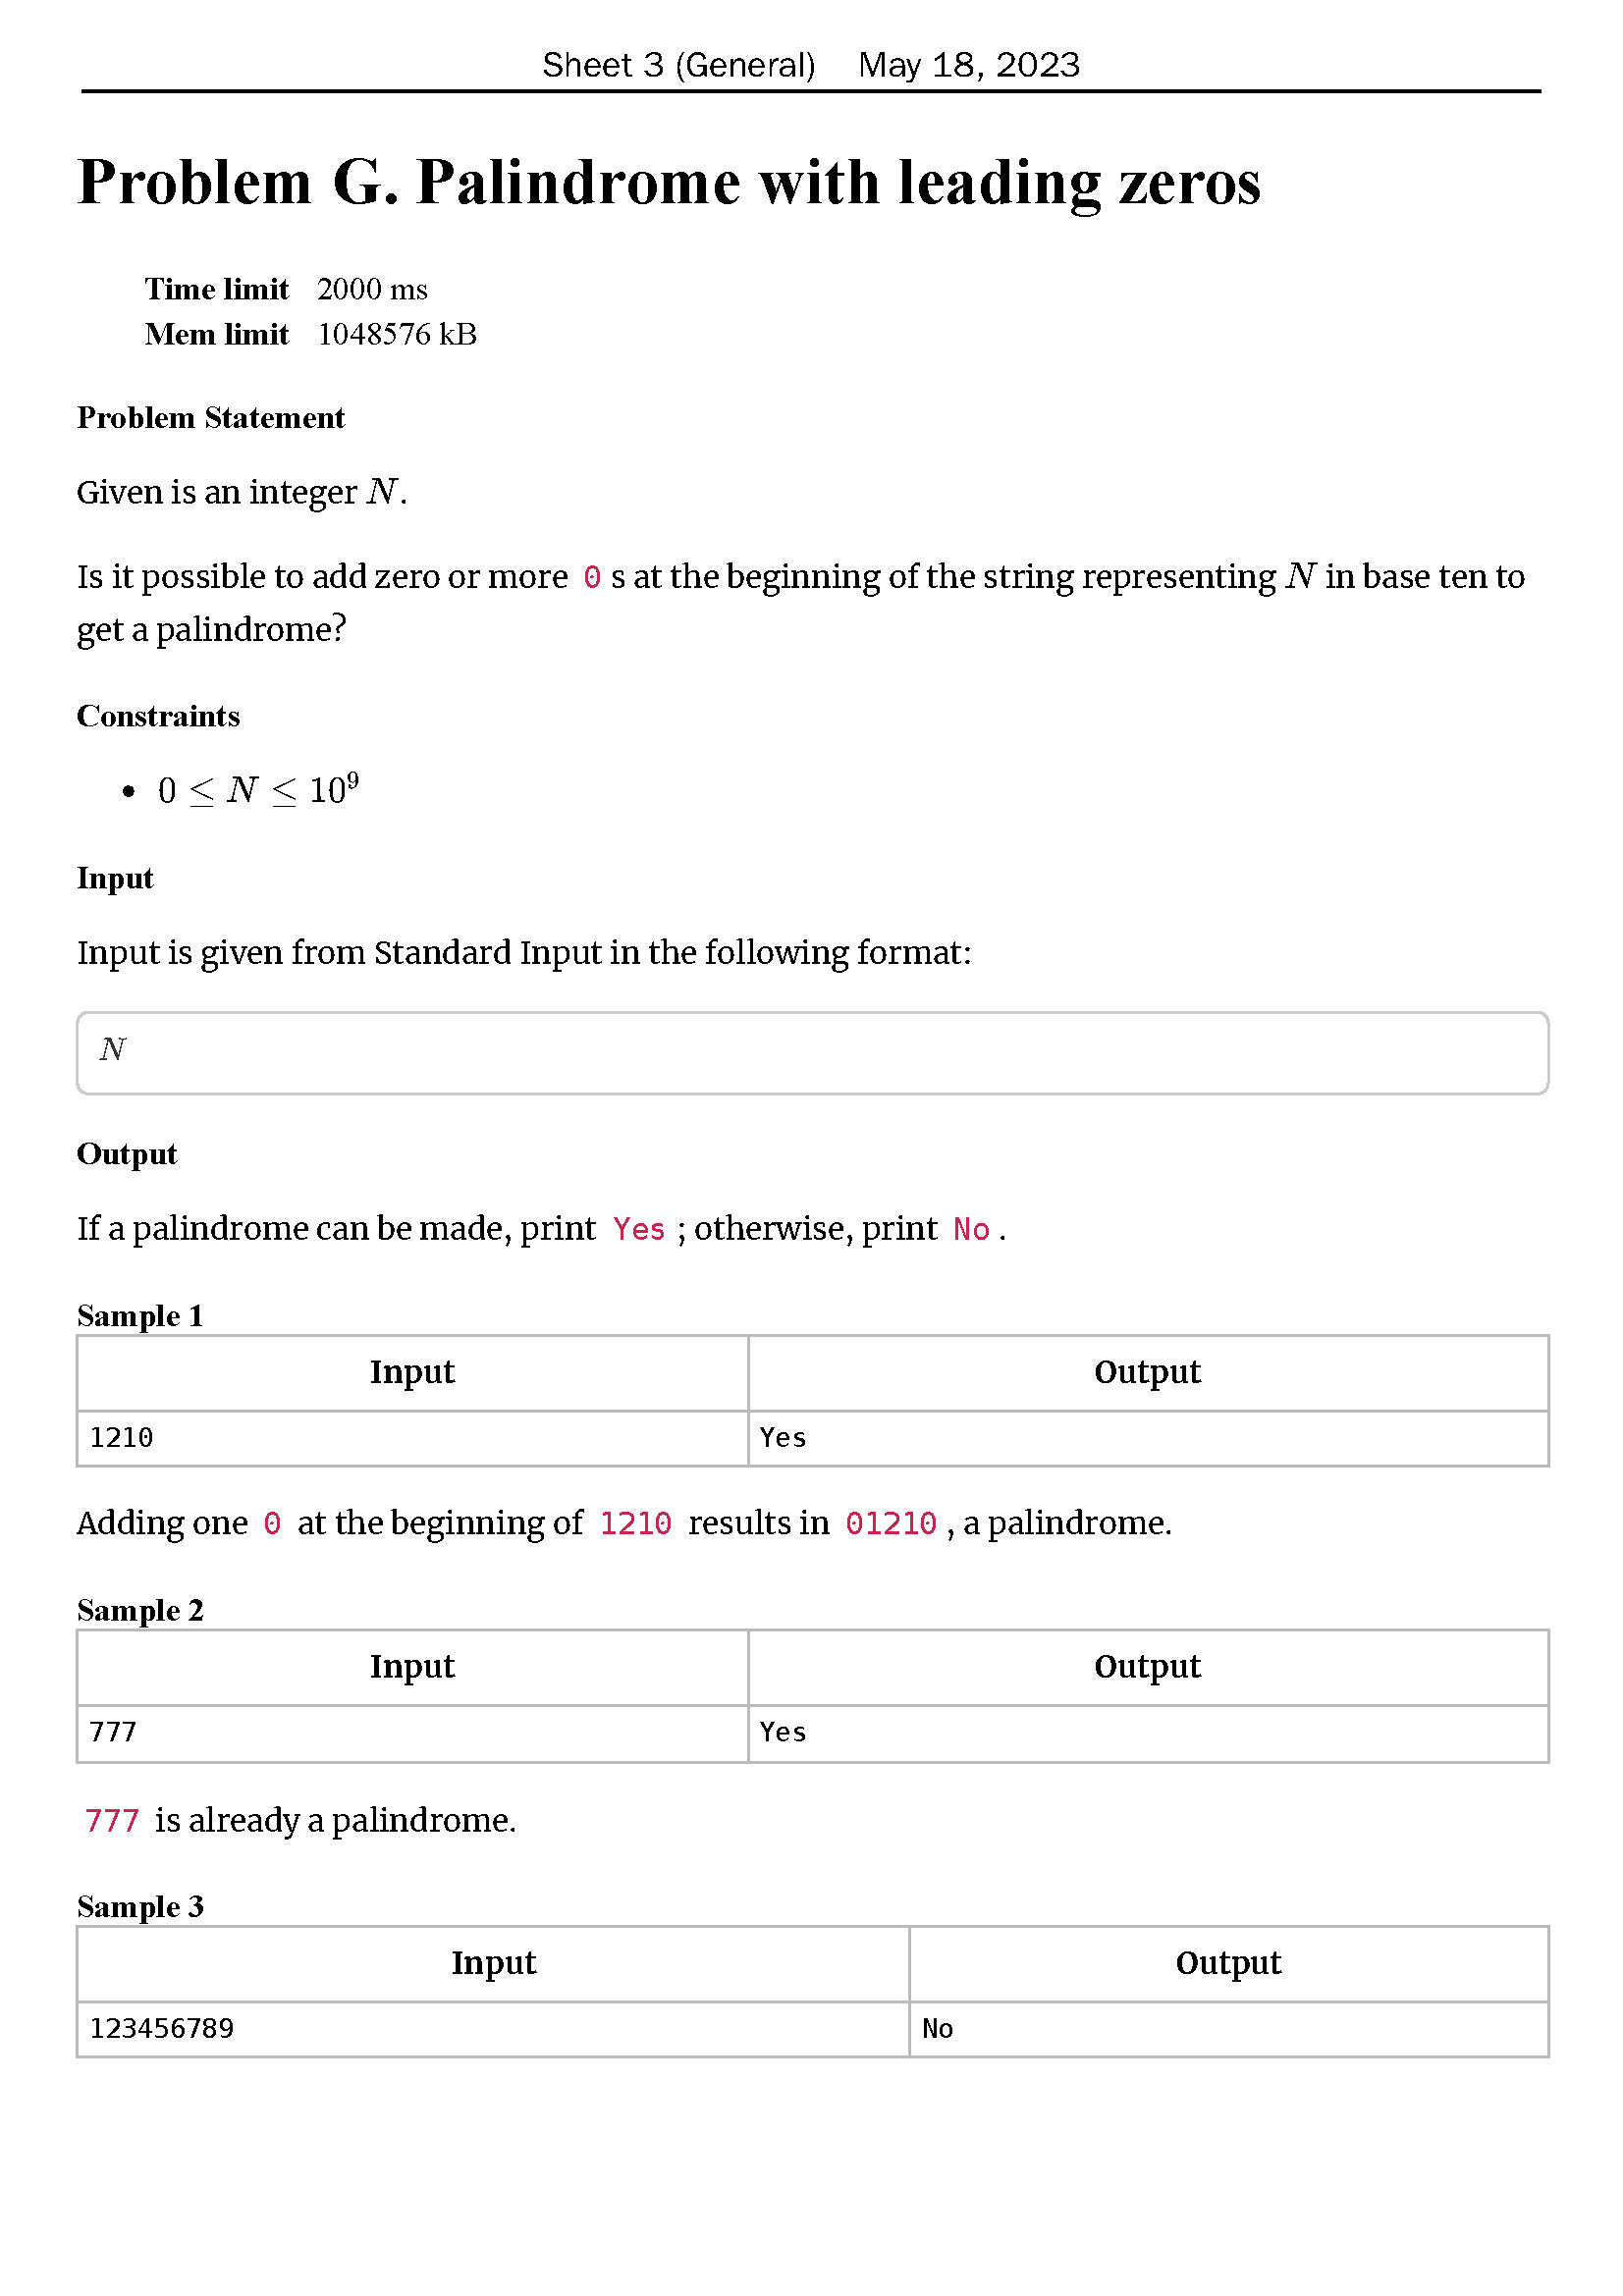 Sheet 3 (General) May 18, 2023
Problem G. Palindrome with leading zeros
Time limit 2000 ms
Mem limit 1048576 kB
Problem Statement
Given is an integer N.
Is it possible to add zero or more 0 s at the beginning of the string representing N in base ten to
get a palindrome?
Constraints
• 0 ≤ N ≤ 10⁹
Input
Input is given from Standard Input in the following format:
N
Output
If a palindrome can be made, print Yes ; otherwise, print No .
Sample 1
Input Output
1210 Yes
Adding one 0 at the beginning of 1210 results in 01210 , a palindrome.
Sample 2
Input Output
777 Yes
777 is already a palindrome.
Sample 3
Input Output
123456789 No